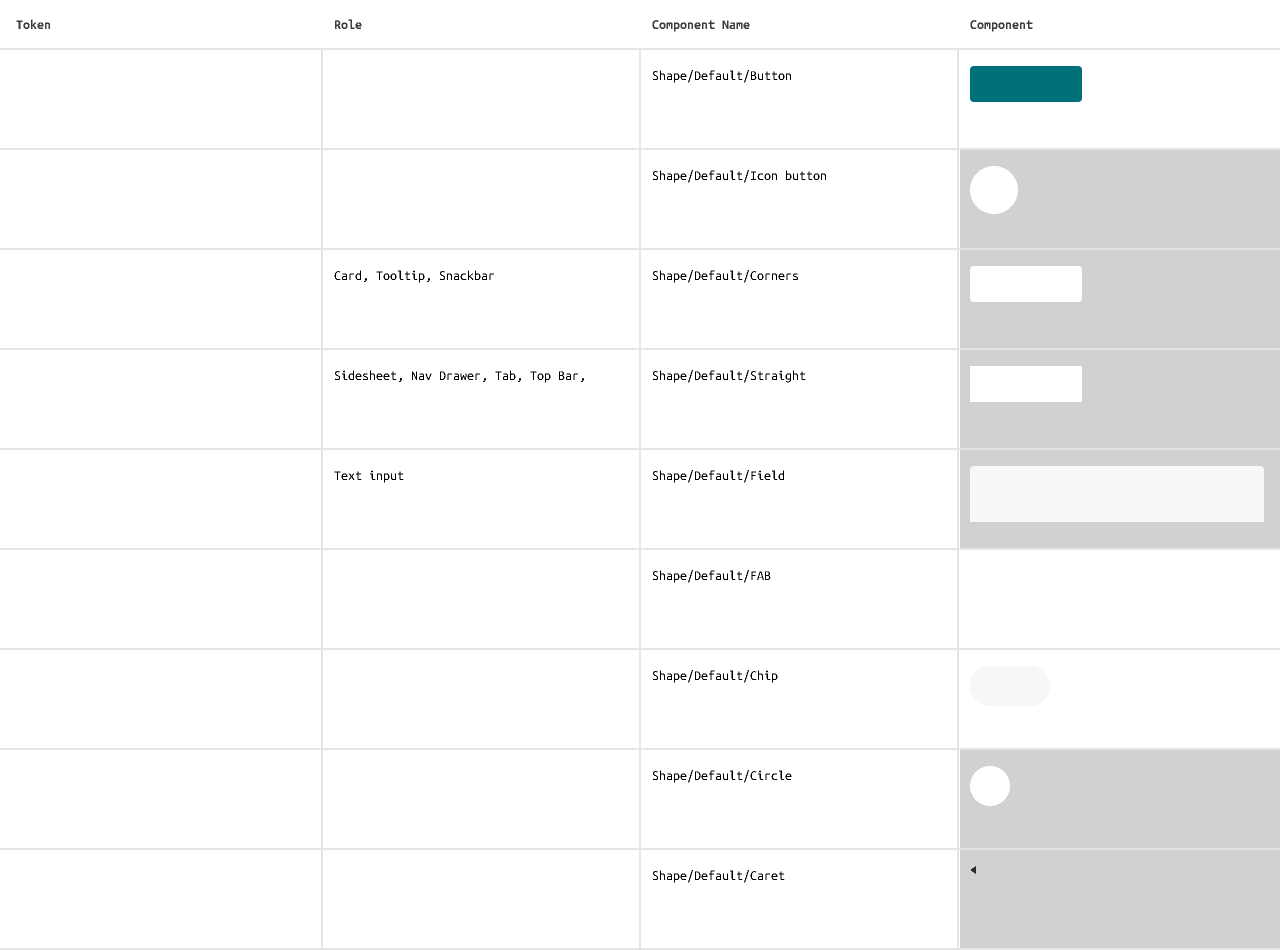 Token
Role
Component Name
Component
Shape/Default/Button
Shape/Default/Icon button
Card, Tooltip, Snackbar
Shape/Default/Corners
Sidesheet, Nav Drawer, Tab, Top Bar,
Shape/Default/Straight
Text input
Shape/Default/Field
Shape/Default/FAB
Shape/Default/Chip
Shape/Default/Circle
Shape/Default/Caret